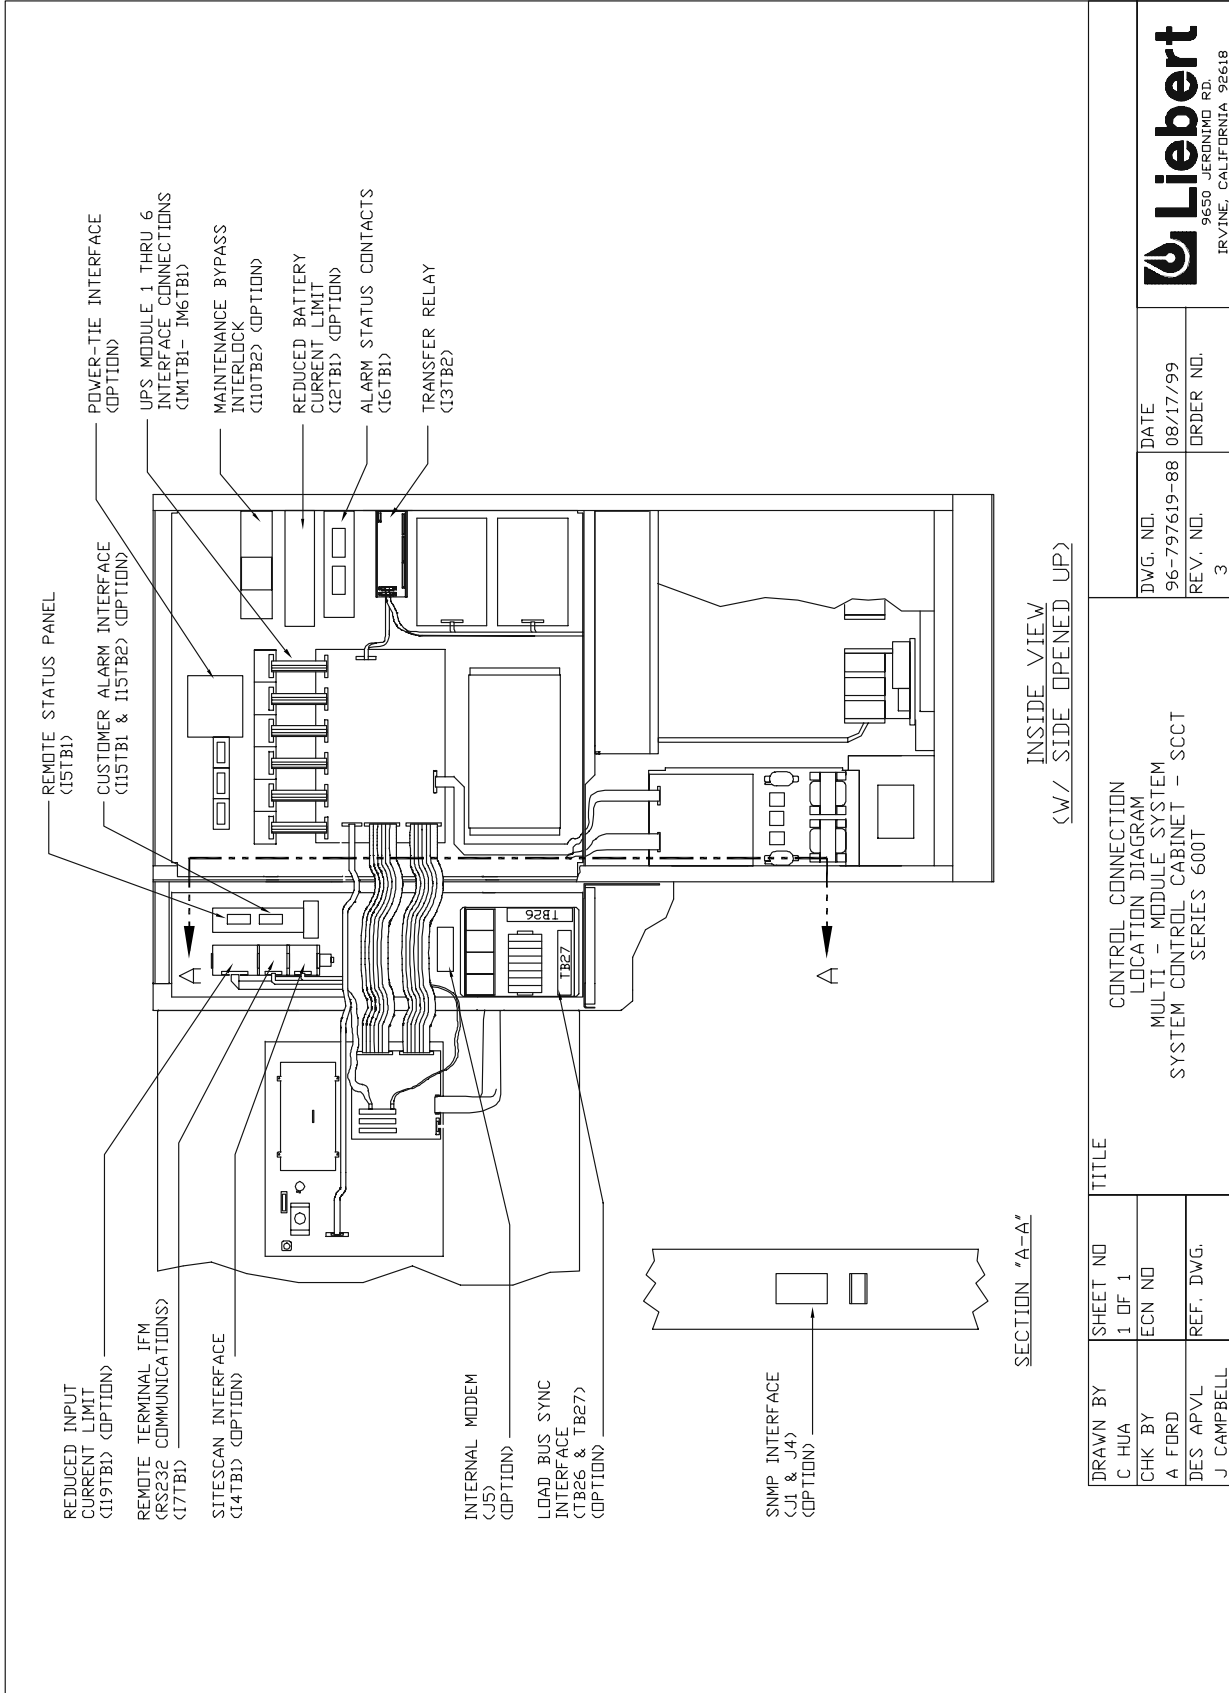 REMOTE STATUS PANEL
(I5TB1)
CUSTOMER ALARM INTERFACE
(I15TB1 & I15TB2) (OPTION)
POWER-TIE INTERFACE
(OPTION)
UPS MODULE 1 THRU 6
INTERFACE CONNECTIONS
(IM1TB1- IM6TB1)
MAINTENANCE BYPASS
INTERLOCK
(I10TB2) (OPTION)
REDUCED BATTERY
CURRENT LIMIT
(I2TB1) (OPTION)
ALARM STATUS CONTACTS
(I6TB1)
TRANSFER RELAY
(I3TB2)
REDUCED INPUT
CURRENT LIMIT
(I19TB1) (OPTION)
REMOTE TERMINAL IFM
(RS232 COMMUNICATIONS)
(I7TB1)
SITESCAN INTERFACE
(I4TB1) (OPTION)
INTERNAL MODEM
(J5)
(OPTION)
LOAD BUS SYNC
INTERFACE
(TB26 & TB27)
(OPTION)
SNMP INTERFACE
(J1 & J4)
(OPTION)
A
A
TB26
TB27
INSIDE VIEW
(W/ SIDE OPENED UP)
SECTION "A-A"
DRAWN BY
C HUA
CHK BY
A FORD
DES APVL
J CAMPBELL
SHEET NO
1 OF 1
ECN NO
REF. DWG.
TITLE
CONTROL CONNECTION
LOCATION DIAGRAM
MULTI - MODULE SYSTEM
SYSTEM CONTROL CABINET - SCCT
SERIES 600T
DWG. NO.
96-797619-88
REV. NO.
3
DATE
08/17/99
ORDER NO.
Liebert
9650 JERONIMO RD.
IRVINE, CALIFORNIA 92618